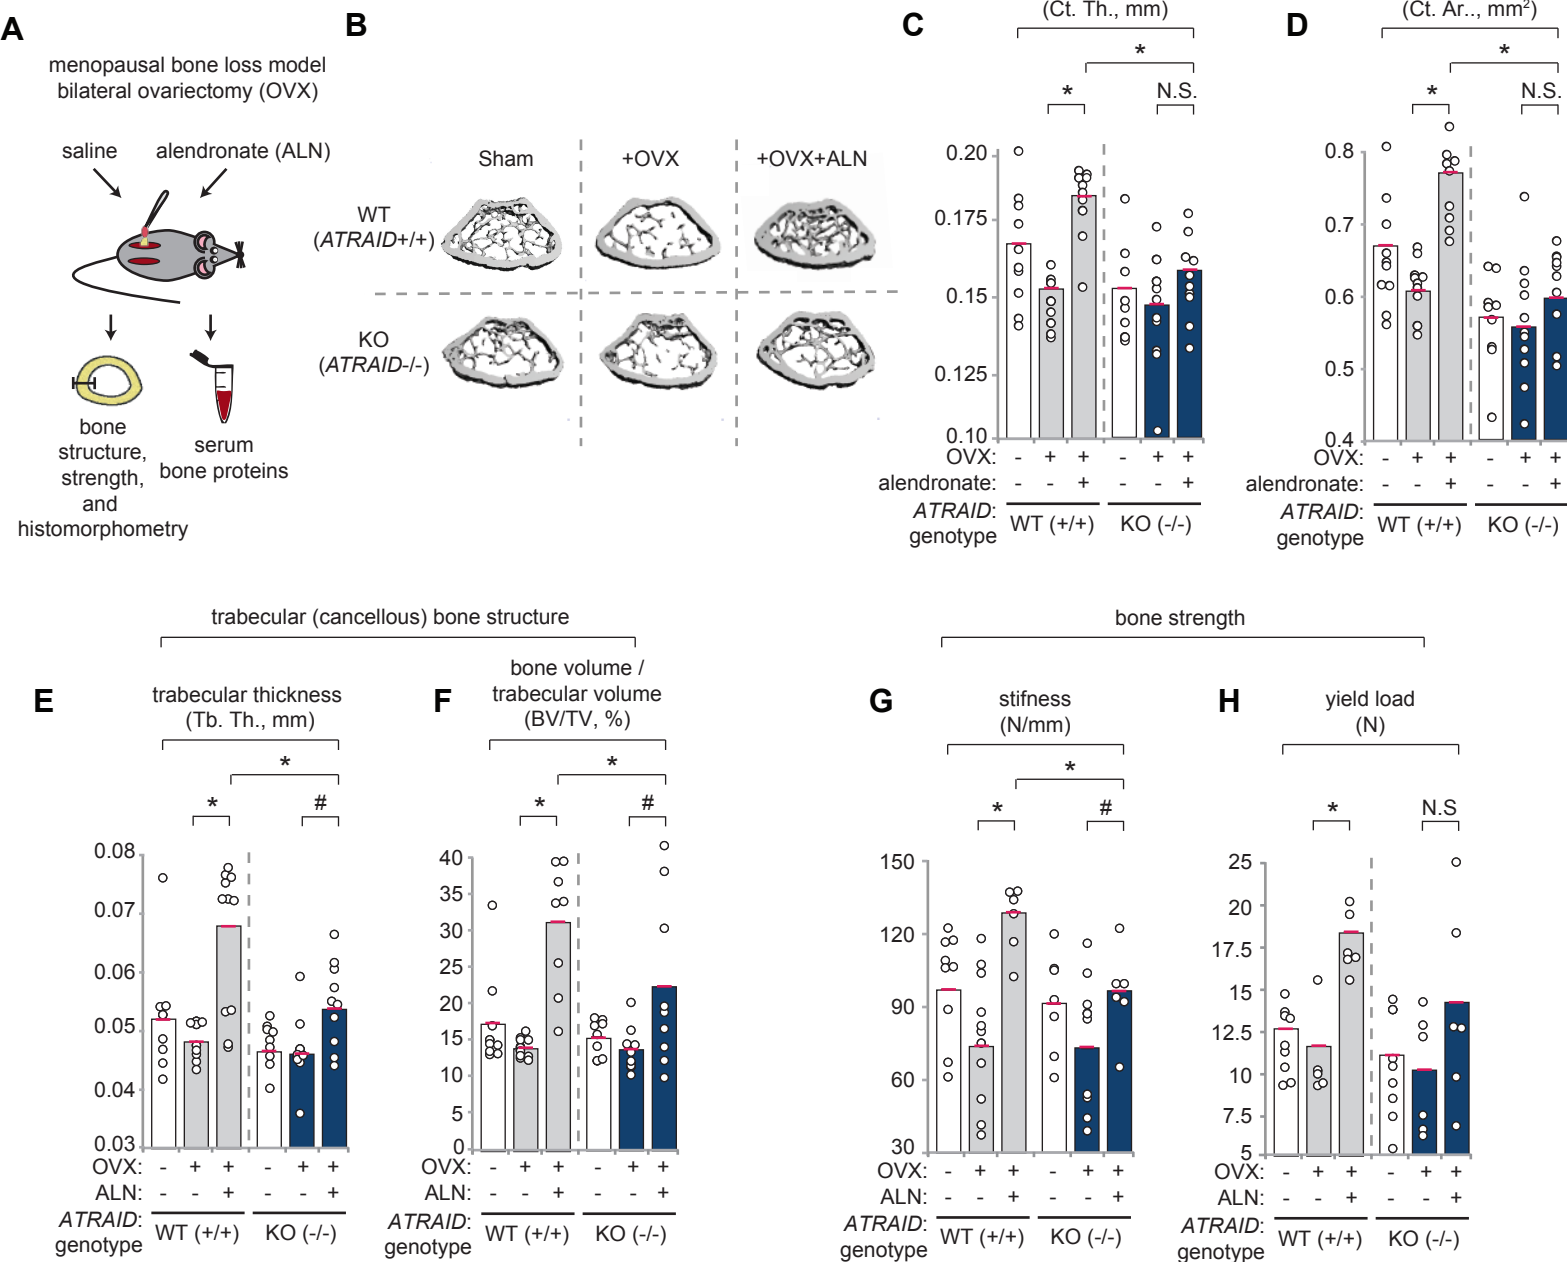 A
menopausal bone loss model
bilateral ovariectomy (OVX)
saline
alendronate (ALN)
bone
structure,
strength,
and
histomorphometry
serum
bone proteins
B
Sham
+OVX
+OVX+ALN
WT
(ATRAID+/+)
KO
(ATRAID-/-)
C
(Ct. Th., mm)
*
*
N.S.
0.20
0.175
0.15
0.125
0.10
OVX: - + + - + +
alendronate: - - + - - +
ATRAID:
genotype
WT (+/+) KO (-/-)
D
(Ct. Ar.., mm²)
*
*
N.S.
0.8
0.7
0.6
0.5
0.4
OVX: - + + - + +
alendronate: - - + - - +
ATRAID:
genotype
WT (+/+) KO (-/-)
trabecular (cancellous) bone structure
E
trabecular thickness
(Tb. Th., mm)
*
*
#
0.08
0.07
0.06
0.05
0.04
0.03
OVX: - + + - + +
ALN: - - + - - +
ATRAID:
genotype
WT (+/+) KO (-/-)
F
bone volume /
trabecular volume
(BV/TV, %)
*
*
#
40
35
30
25
20
15
10
5
0
OVX: - + + - + +
ALN: - - + - - +
ATRAID:
genotype
WT (+/+) KO (-/-)
bone strength
G
stifness
(N/mm)
*
*
#
150
120
90
60
30
OVX: - + + - + +
ALN: - - + - - +
ATRAID:
genotype
WT (+/+) KO (-/-)
H
yield load
(N)
*
N.S
25
20
17.5
15
12.5
10
7.5
5
OVX: - + + - + +
ALN: - - + - - +
ATRAID:
genotype
WT (+/+) KO (-/-)